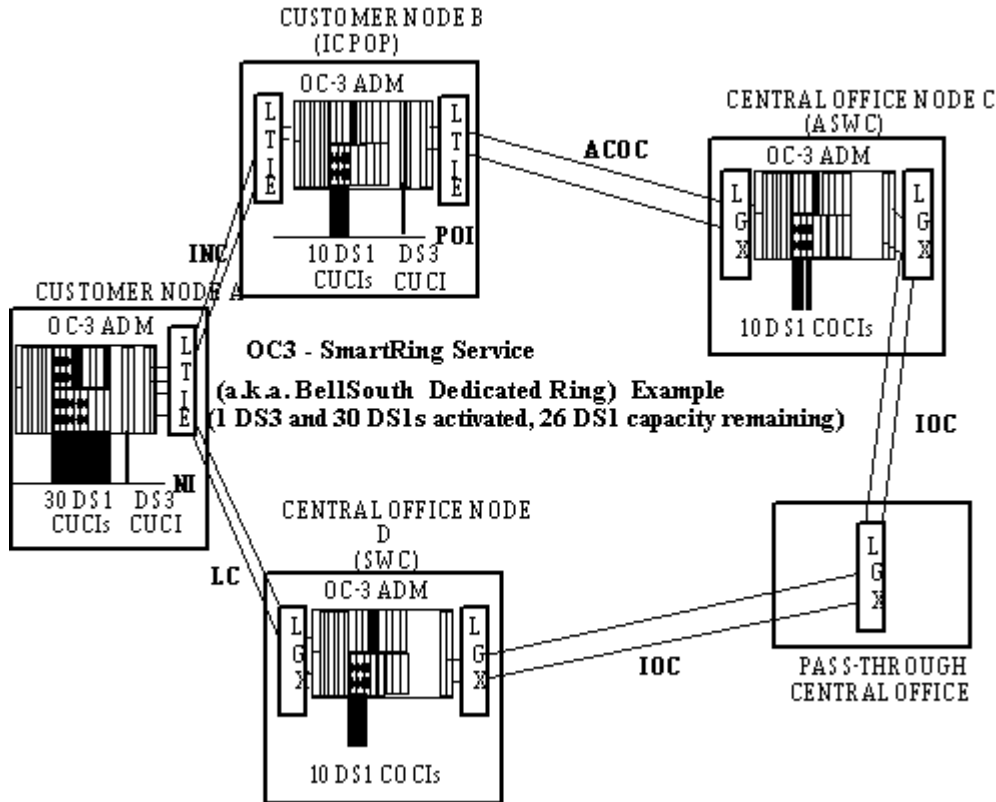 CUSTOMER NODE B
(IC POP)
OC-3 ADM
L T I E
L T I E
POI
10 DS1 CUCIs
DS3 CUCI
ACOC
CENTRAL OFFICE NODE C
(ASWC)
OC-3 ADM
L G X
L G X
10 DS1 COCIs
INC
CUSTOMER NODE A
OC-3 ADM
L T I E
NI
30 DS1 CUCIs
DS3 CUCI
OC3 - SmartRing Service
(a.k.a. BellSouth Dedicated Ring) Example
(1 DS3 and 30 DS1s activated, 26 DS1 capacity remaining)
IOC
LC
CENTRAL OFFICE NODE
D
(SWC)
OC-3 ADM
L G X
L G X
10 DS1 COCIs
IOC
L G X
PASS-THROUGH
CENTRAL OFFICE